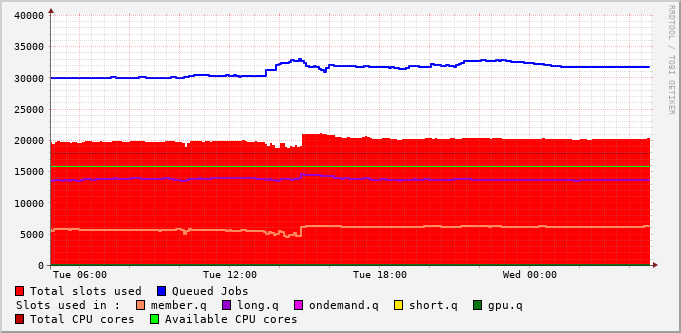 40000
35000
30000
25000
20000
15000
10000
5000
0
Tue 06:00 Tue 12:00 Tue 18:00 Wed 00:00
RRDTOOL / TOBI OETIKER
Total slots used Queued Jobs
Slots used in : member.q long.q ondemand.q short.q gpu.q
Total CPU cores Available CPU cores